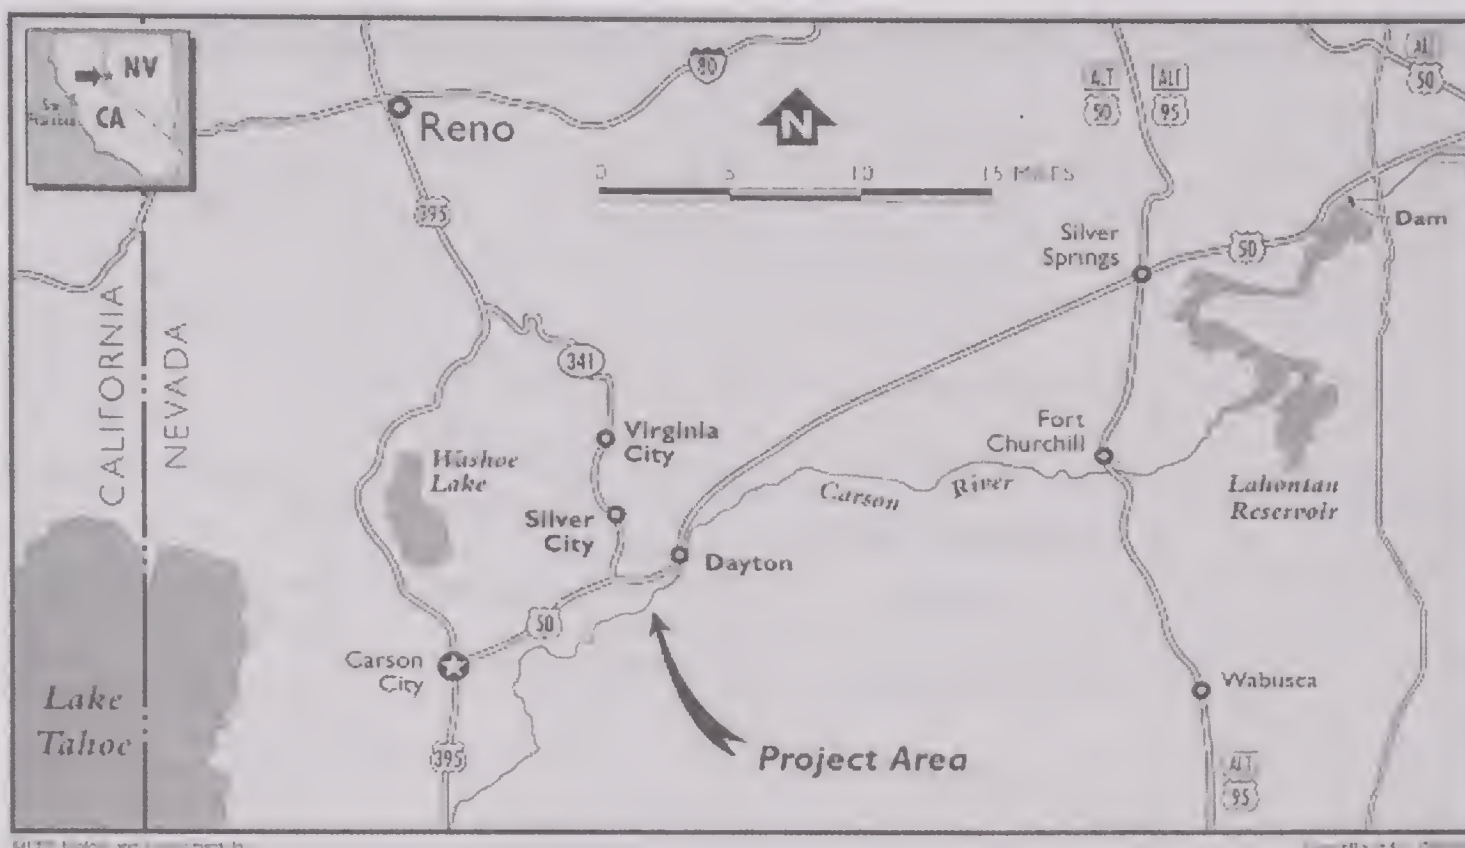 NV
CA
San
Francisco
80
Reno
N
0 5 10 15 MILES
ALT
50
ALT
95
ALT
50
395
Dam
Silver
Springs
50
CALIFORNIA
NEVADA
341
Virginia
City
Fort
Churchill
Washoe
Lake
Carson River
Lahontan
Reservoir
Silver
City
Dayton
50
Carson
City
Wabusca
Lake
Tahoe
395
Project Area
ALT
95